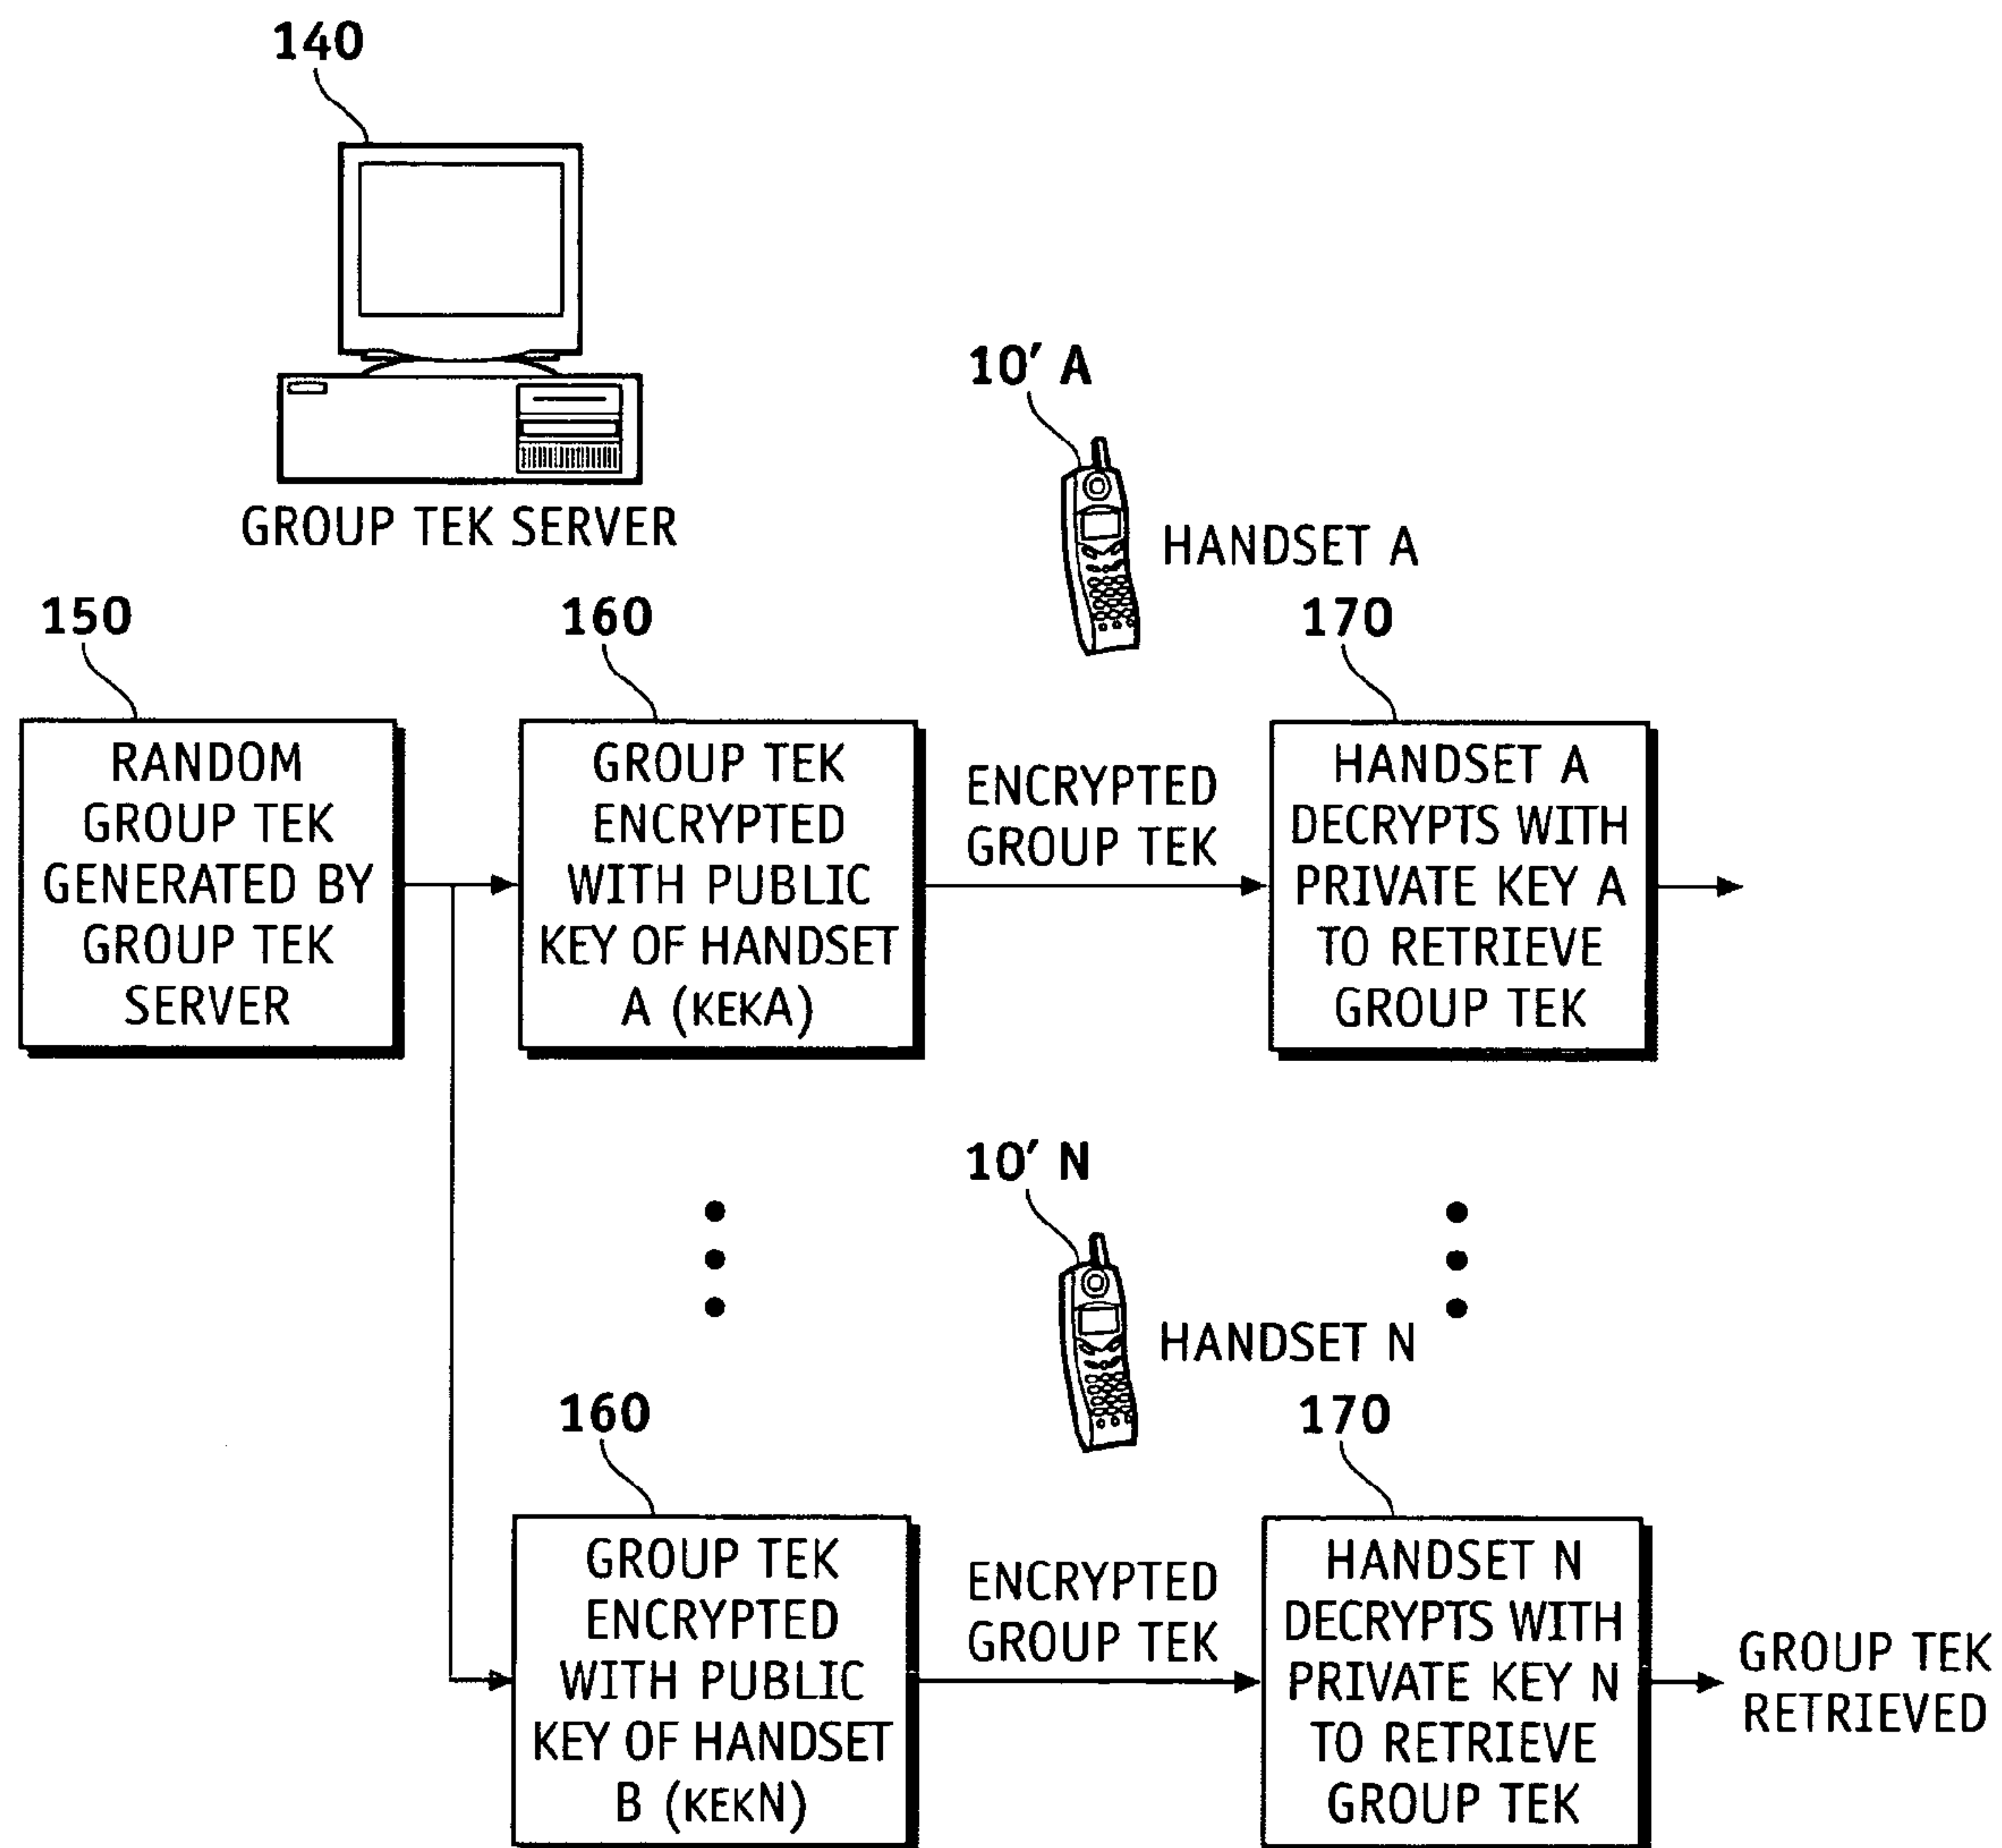 140
GROUP TEK SERVER
10′ A
HANDSET A
150
160
170
RANDOM
GROUP TEK
GENERATED BY
GROUP TEK
SERVER
GROUP TEK
ENCRYPTED
WITH PUBLIC
KEY OF HANDSET
A (KEKA)
ENCRYPTED
GROUP TEK
HANDSET A
DECRYPTS WITH
PRIVATE KEY A
TO RETRIEVE
GROUP TEK
10′ N
HANDSET N
160
170
GROUP TEK
ENCRYPTED
WITH PUBLIC
KEY OF HANDSET
B (KEKN)
ENCRYPTED
GROUP TEK
HANDSET N
DECRYPTS WITH
PRIVATE KEY N
TO RETRIEVE
GROUP TEK
GROUP TEK
RETRIEVED